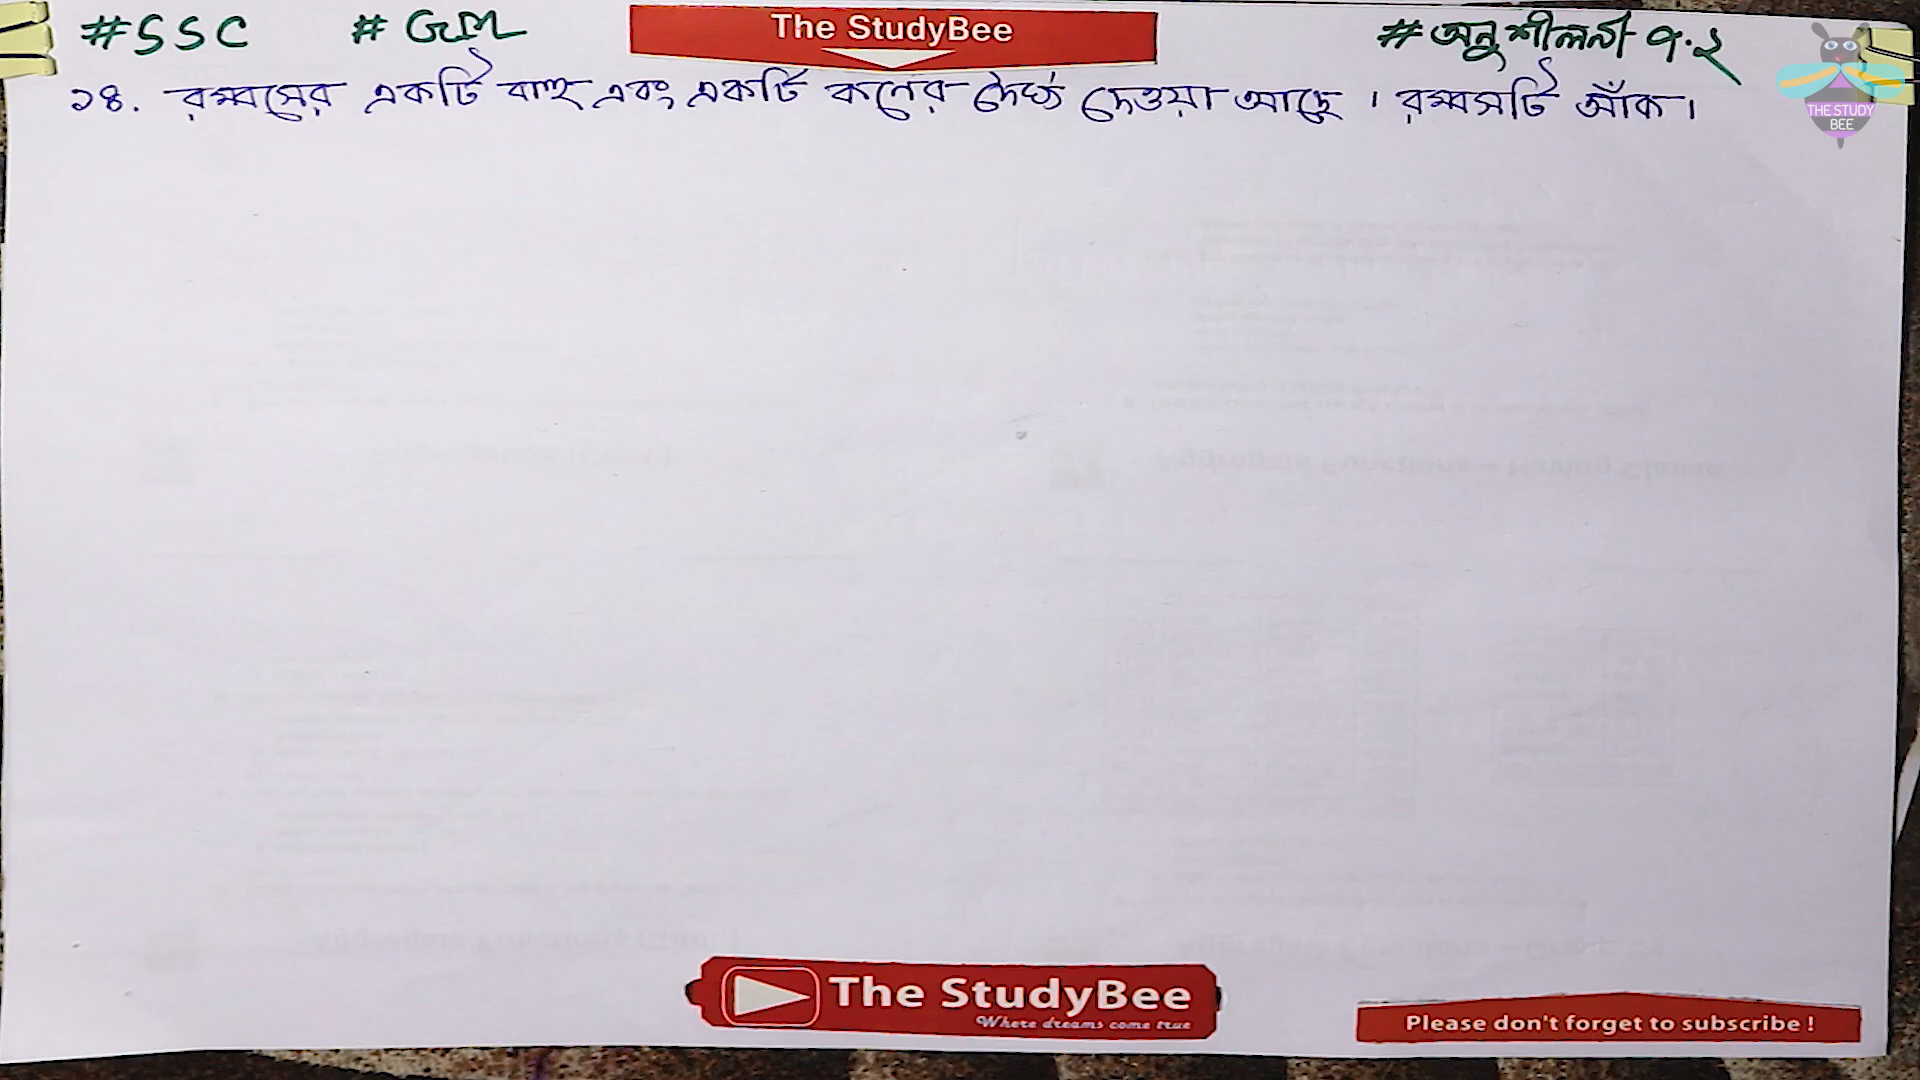 #SSC #GM The StudyBee #অনুশীলনী ৭.২
১৪. রম্বসের একটি বাহু এবং একটি কনের দৈর্ঘ্য দেওয়া আছে । রম্বসটি আঁক।
THE STUDY
BEE
The StudyBee
Where dreams come true
Please don't forget to subscribe !